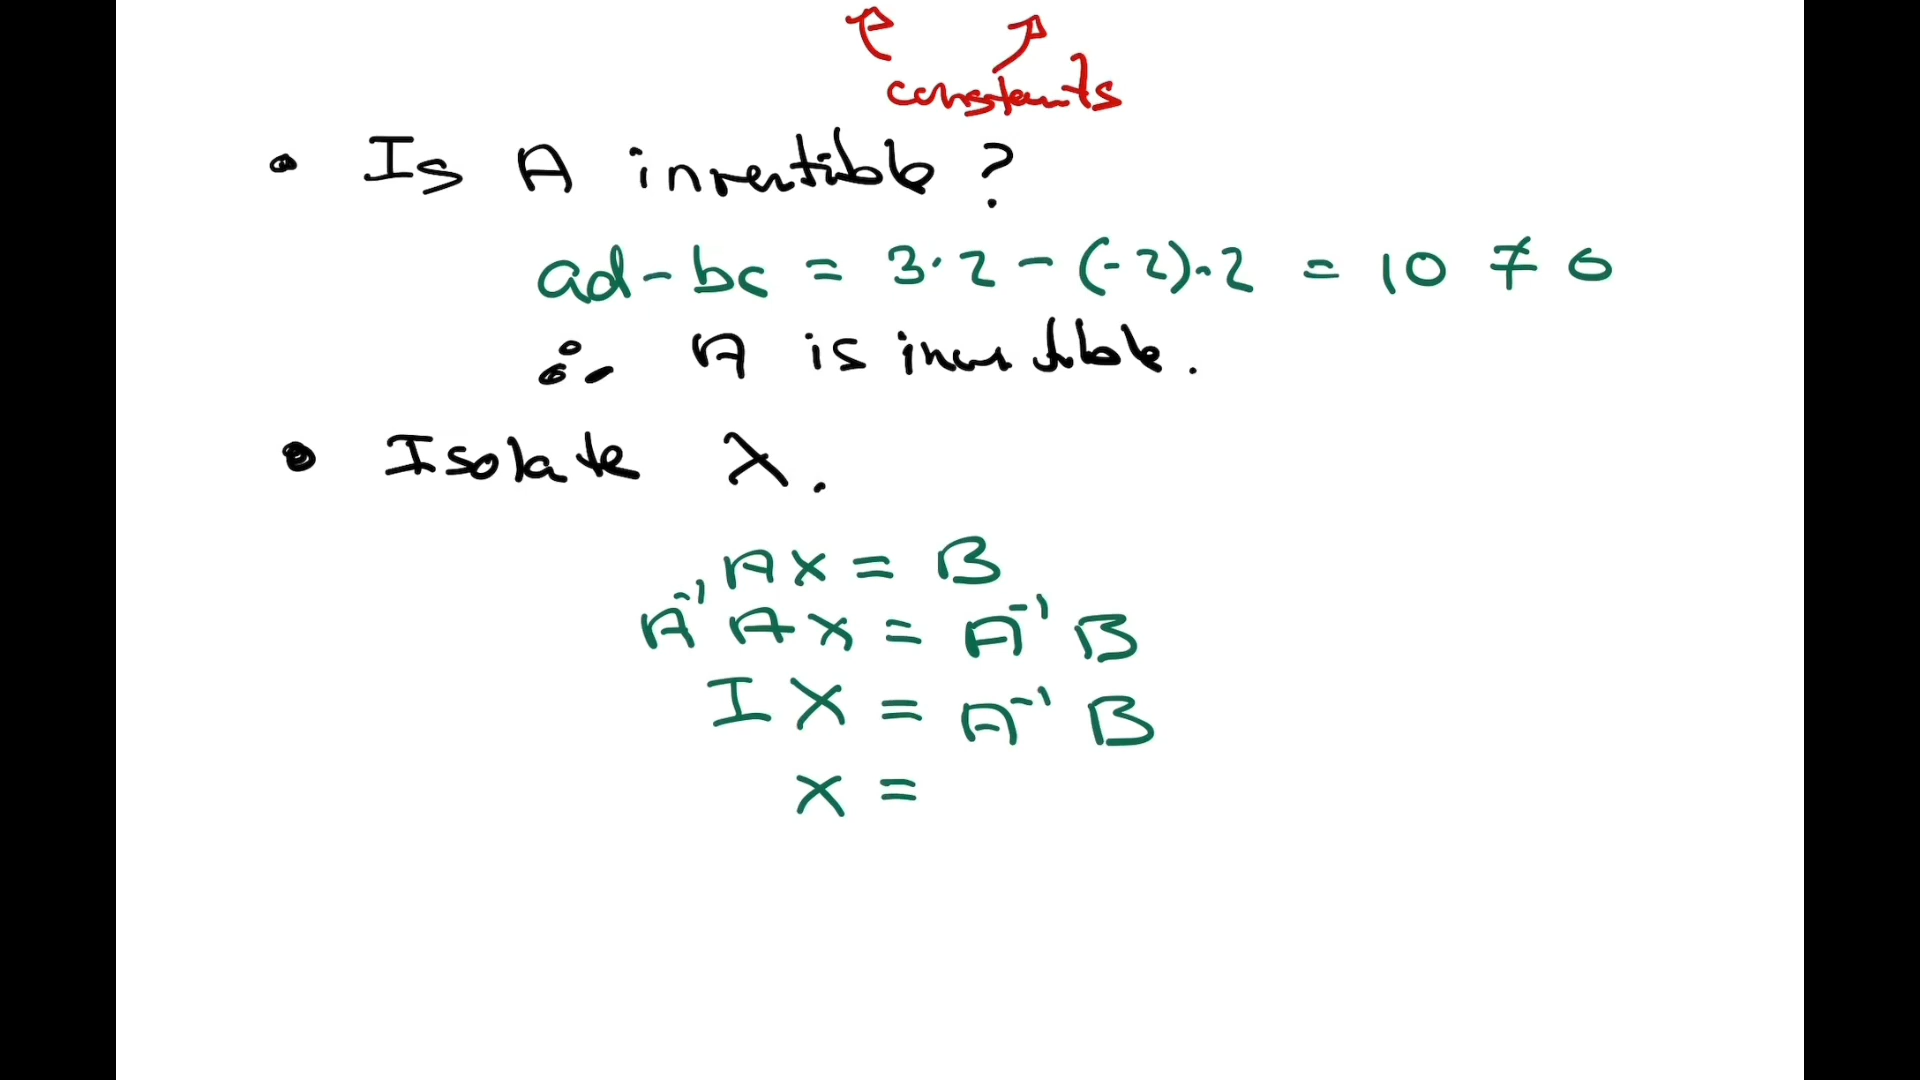 constants
• Is A invertible?
ad - bc = 3·2 - (-2)·2 = 10 ≠ 0
∴ A is invertible.
• Isolate X.
AX = B
A⁻¹AX = A⁻¹B
IX = A⁻¹B
X =